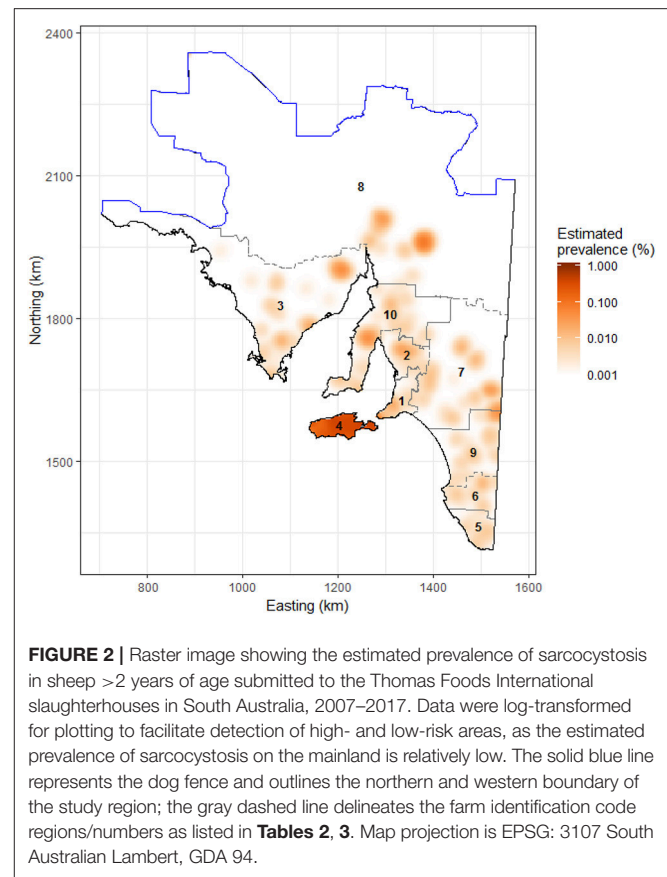 2400
2100
1800
1500
Northing (km)
800
1000
1200
1400
1600
Easting (km)
8
3
10
2
7
1
4
9
6
5
Estimated
prevalence (%)
1.000
0.100
0.010
0.001
FIGURE 2 | Raster image showing the estimated prevalence of sarcocystosis
in sheep >2 years of age submitted to the Thomas Foods International
slaughterhouses in South Australia, 2007–2017. Data were log-transformed
for plotting to facilitate detection of high- and low-risk areas, as the estimated
prevalence of sarcocystosis on the mainland is relatively low. The solid blue line
represents the dog fence and outlines the northern and western boundary of
the study region; the gray dashed line delineates the farm identification code
regions/numbers as listed in Tables 2, 3. Map projection is EPSG: 3107 South
Australian Lambert, GDA 94.